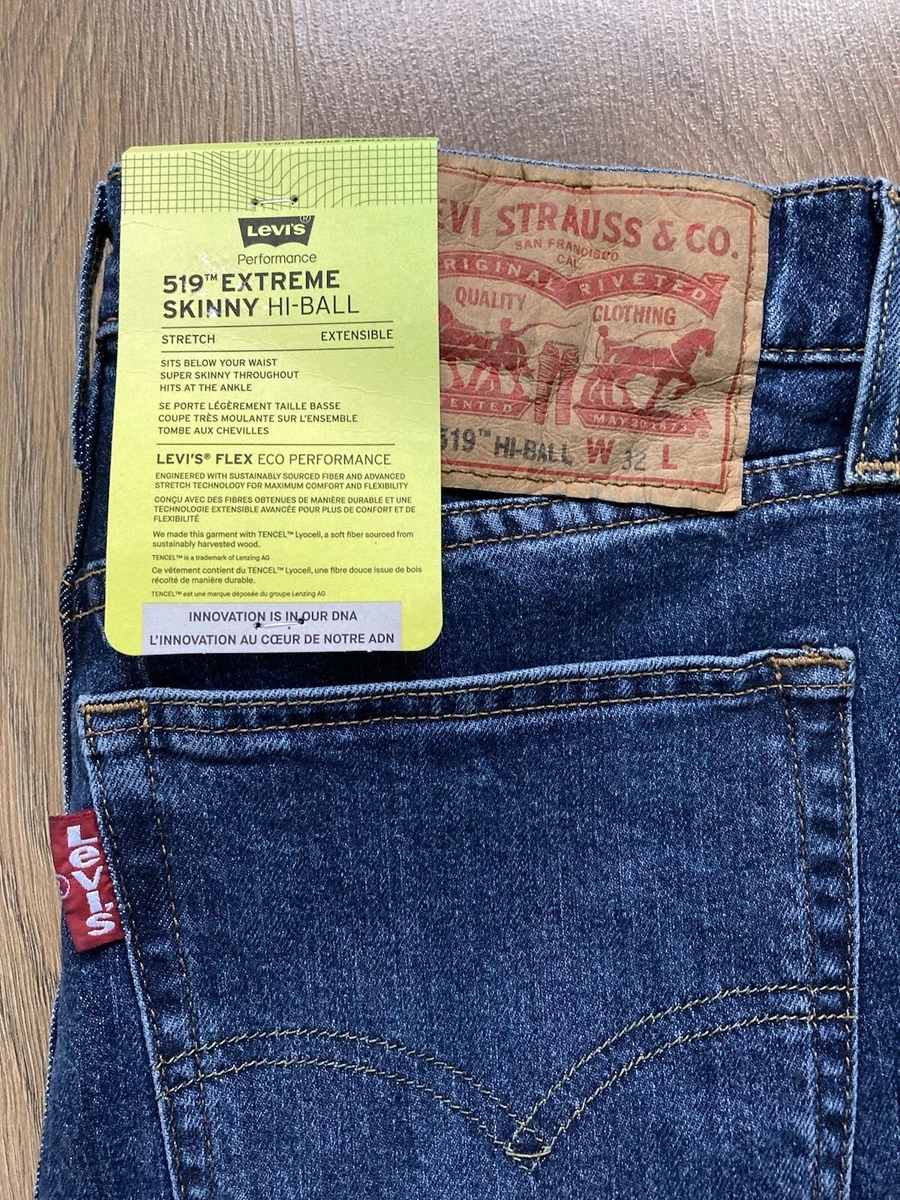 LEVI'S®
Performance
519™ EXTREME
SKINNY HI-BALL
STRETCH EXTENSIBLE
SITS BELOW YOUR WAIST
SUPER SKINNY THROUGHOUT
HITS AT THE ANKLE
SE PORTE LÉGÈREMENT TAILLE BASSE
COUPE TRÈS MOULANTE SUR L'ENSEMBLE
TOMBE AUX CHEVILLES
LEVI'S® FLEX ECO PERFORMANCE
ENGINEERED WITH SUSTAINABLY SOURCED FIBER AND ADVANCED
STRETCH TECHNOLOGY FOR MAXIMUM COMFORT AND FLEXIBILITY
CONÇU AVEC DES FIBRES OBTENUES DE MANIÈRE DURABLE ET UNE
TECHNOLOGIE EXTENSIBLE AVANCÉE POUR PLUS DE CONFORT ET DE
FLEXIBILITÉ
We made this garment with TENCEL™ Lyocell, a soft fiber sourced from
sustainably harvested wood.
TENCEL™ is a trademark of Lenzing AG
Ce vêtement contient du TENCEL™ Lyocell, une fibre douce issue de bois
récolté de manière durable.
TENCEL™ est une marque déposée du groupe Lenzing AG
INNOVATION IS IN OUR DNA
L'INNOVATION AU CŒUR DE NOTRE ADN
EVI STRAUSS & CO.
SAN FRANCISCO
CAL.
RIGINAL RIVETED
QUALITY CLOTHING
ENTED MAY 20 1873
®
519™ HI-BALL W 32 L
LEVI'S